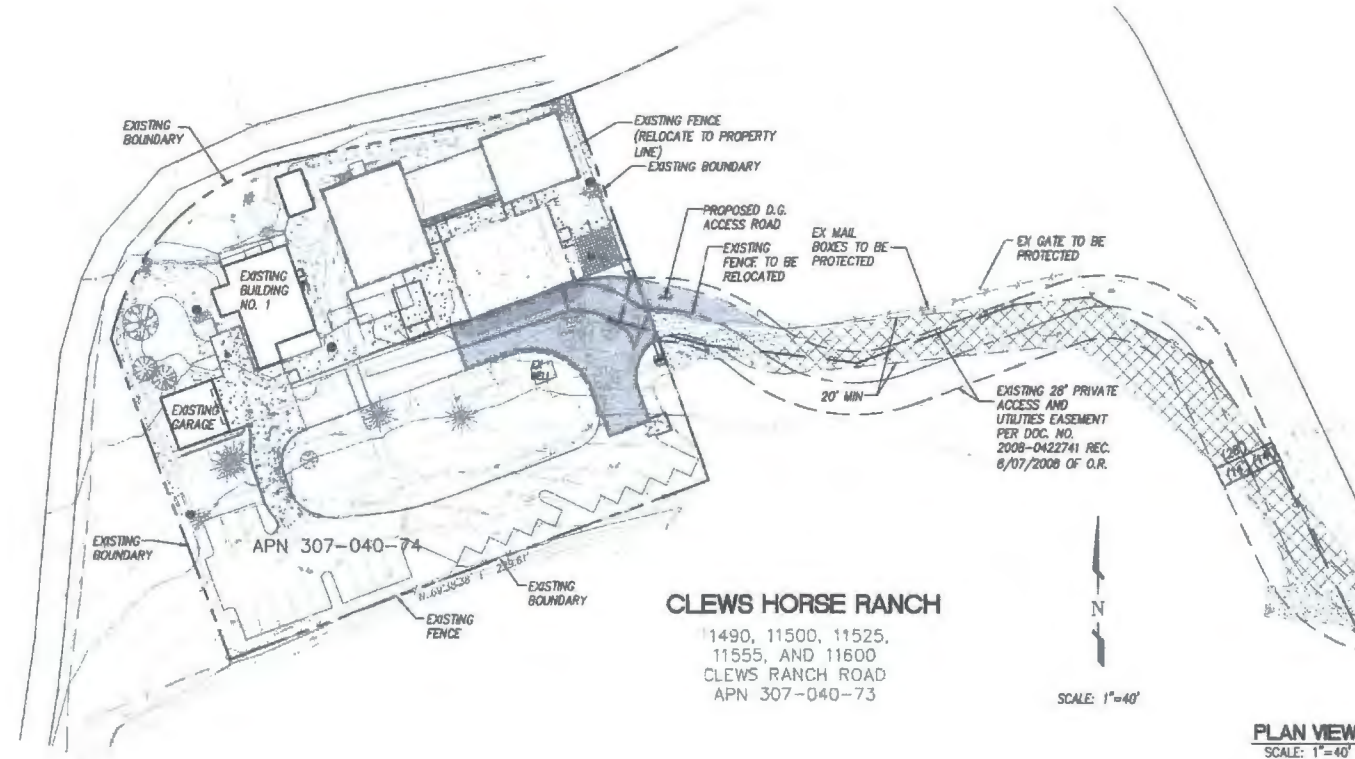 EXISTING
BOUNDARY
EXISTING FENCE
(RELOCATE TO PROPERTY
LINE)
EXISTING BOUNDARY
PROPOSED D.G.
ACCESS ROAD
EXISTING
FENCE TO BE
RELOCATED
EX MAIL
BOXES TO BE
PROTECTED
EX GATE TO BE
PROTECTED
EXISTING
BUILDING
NO. 1
EX
WELL
EXISTING
GARAGE
20' MIN
EXISTING 28' PRIVATE
ACCESS AND
UTILITIES EASEMENT
PER DOC. NO.
2008-0422741 REC.
6/07/2008 OF O.R.
(28)
(14) (14)
EXISTING
BOUNDARY
APN 307-040-74
EXISTING
BOUNDARY
EXISTING
FENCE
CLEWS HORSE RANCH
1490, 11500, 11525,
11555, AND 11600
CLEWS RANCH ROAD
APN 307-040-73
N
SCALE: 1"=40'
PLAN VIEW
SCALE: 1"=40'